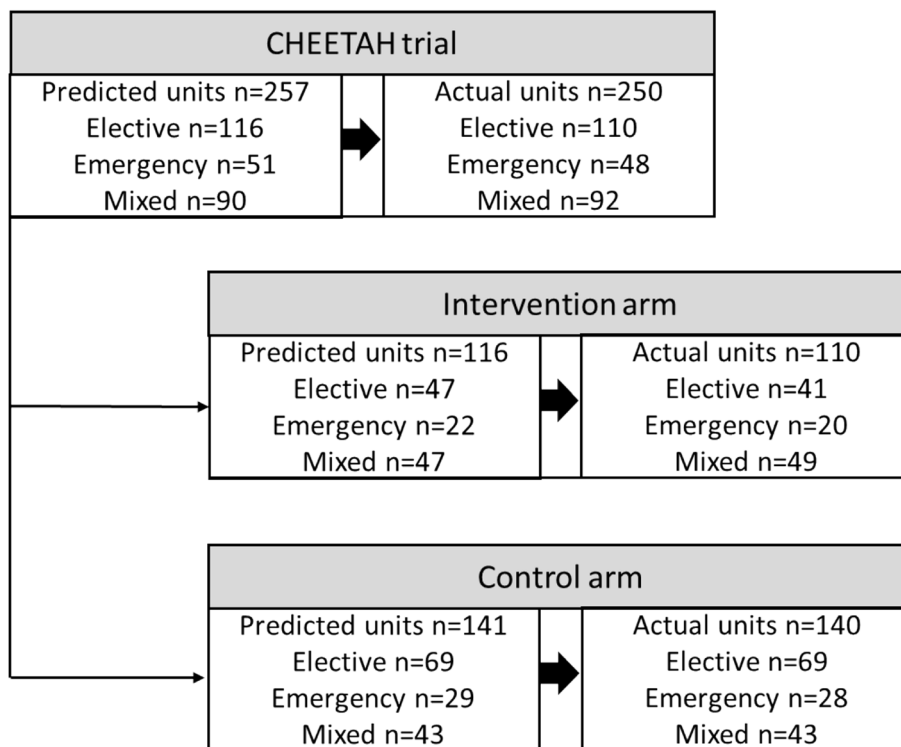 CHEETAH trial
Predicted units n=257
Elective n=116
Emergency n=51
Mixed n=90
Actual units n=250
Elective n=110
Emergency n=48
Mixed n=92
Intervention arm
Predicted units n=116
Elective n=47
Emergency n=22
Mixed n=47
Actual units n=110
Elective n=41
Emergency n=20
Mixed n=49
Control arm
Predicted units n=141
Elective n=69
Emergency n=29
Mixed n=43
Actual units n=140
Elective n=69
Emergency n=28
Mixed n=43